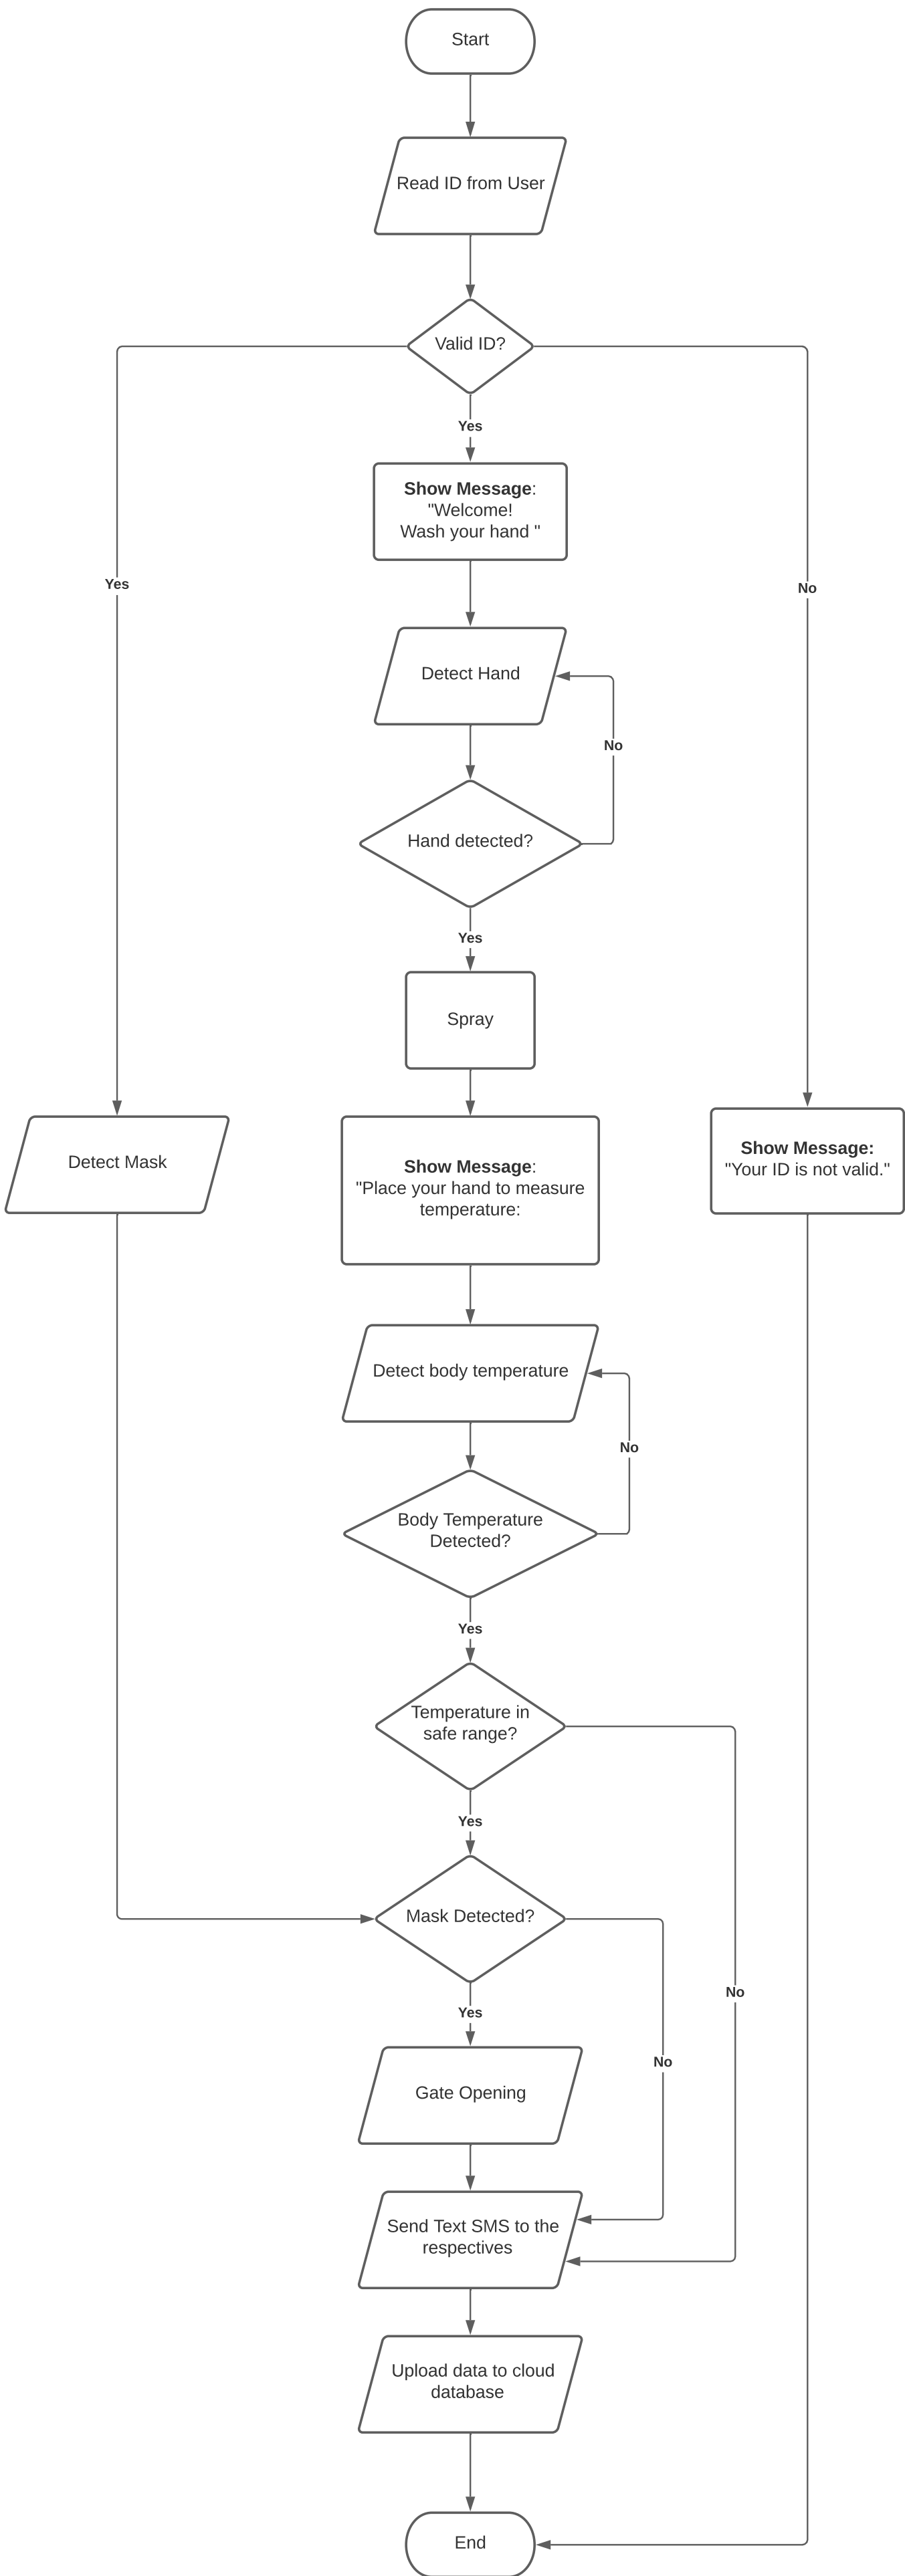 Start
Read ID from User
Valid ID?
Yes
Show Message:
"Welcome!
Wash your hand "
Yes
No
Detect Hand
No
Hand detected?
Yes
Spray
Detect Mask
Show Message:
"Place your hand to measure
temperature:
Show Message:
"Your ID is not valid."
Detect body temperature
No
Body Temperature
Detected?
Yes
Temperature in
safe range?
Yes
Mask Detected?
No
Yes
No
Gate Opening
Send Text SMS to the
respectives
Upload data to cloud
database
End